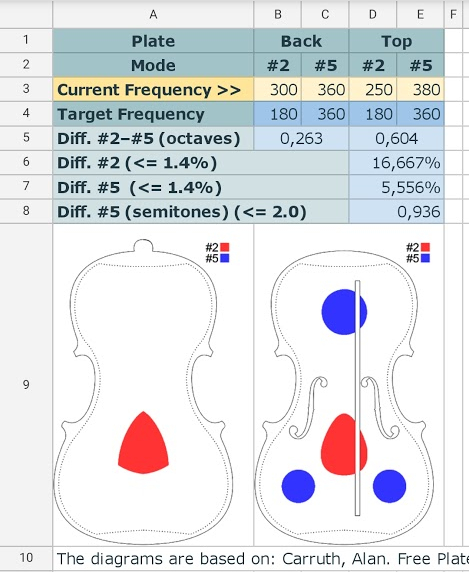 A B C D E F
1 Plate Back Top
2 Mode #2 #5 #2 #5
3 Current Frequency >> 300 360 250 380
4 Target Frequency 180 360 180 360
5 Diff. #2–#5 (octaves) 0,263 0,604
6 Diff. #2 (<= 1.4%) 16,667%
7 Diff. #5 (<= 1.4%) 5,556%
8 Diff. #5 (semitones) (<= 2.0) 0,936
#2 #2
#5 #5
9
10 The diagrams are based on: Carruth, Alan. Free Plate